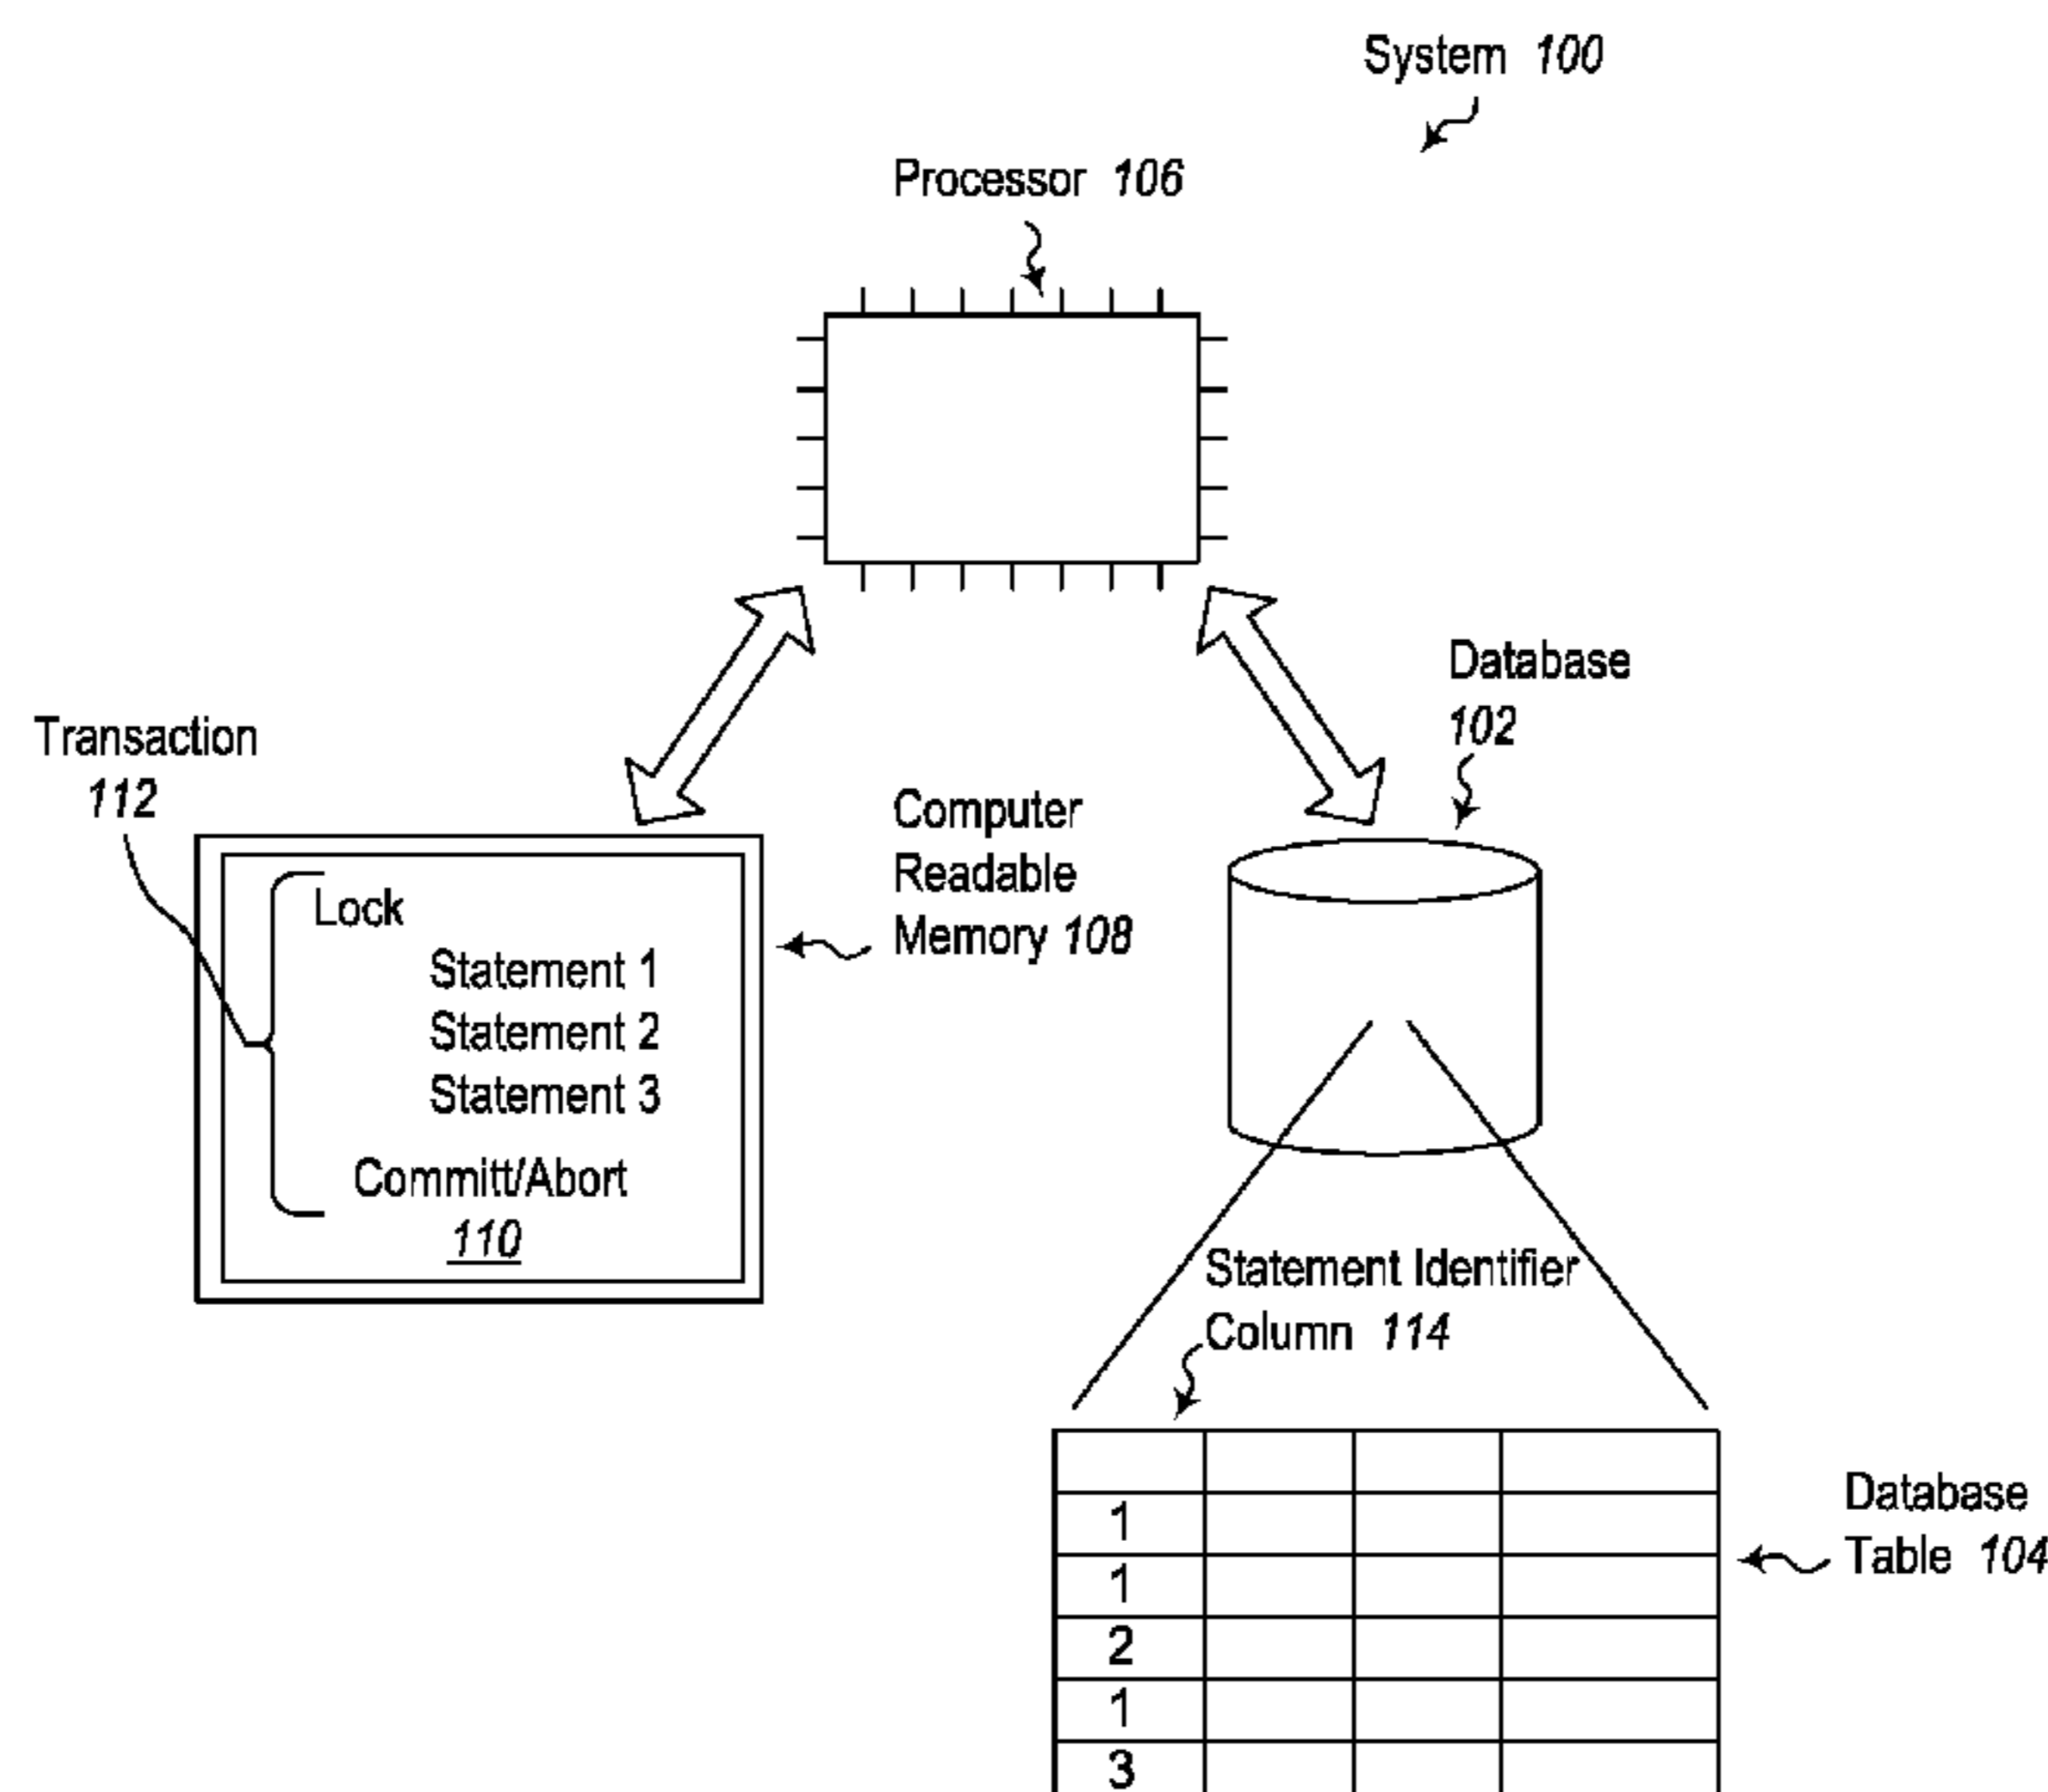 System 100
Processor 106
Database
102
Transaction
112
Computer
Readable
Memory 108
Lock
Statement 1
Statement 2
Statement 3
Committ/Abort
110
Statement Identifier
Column 114
Database
Table 104
1
1
2
1
3